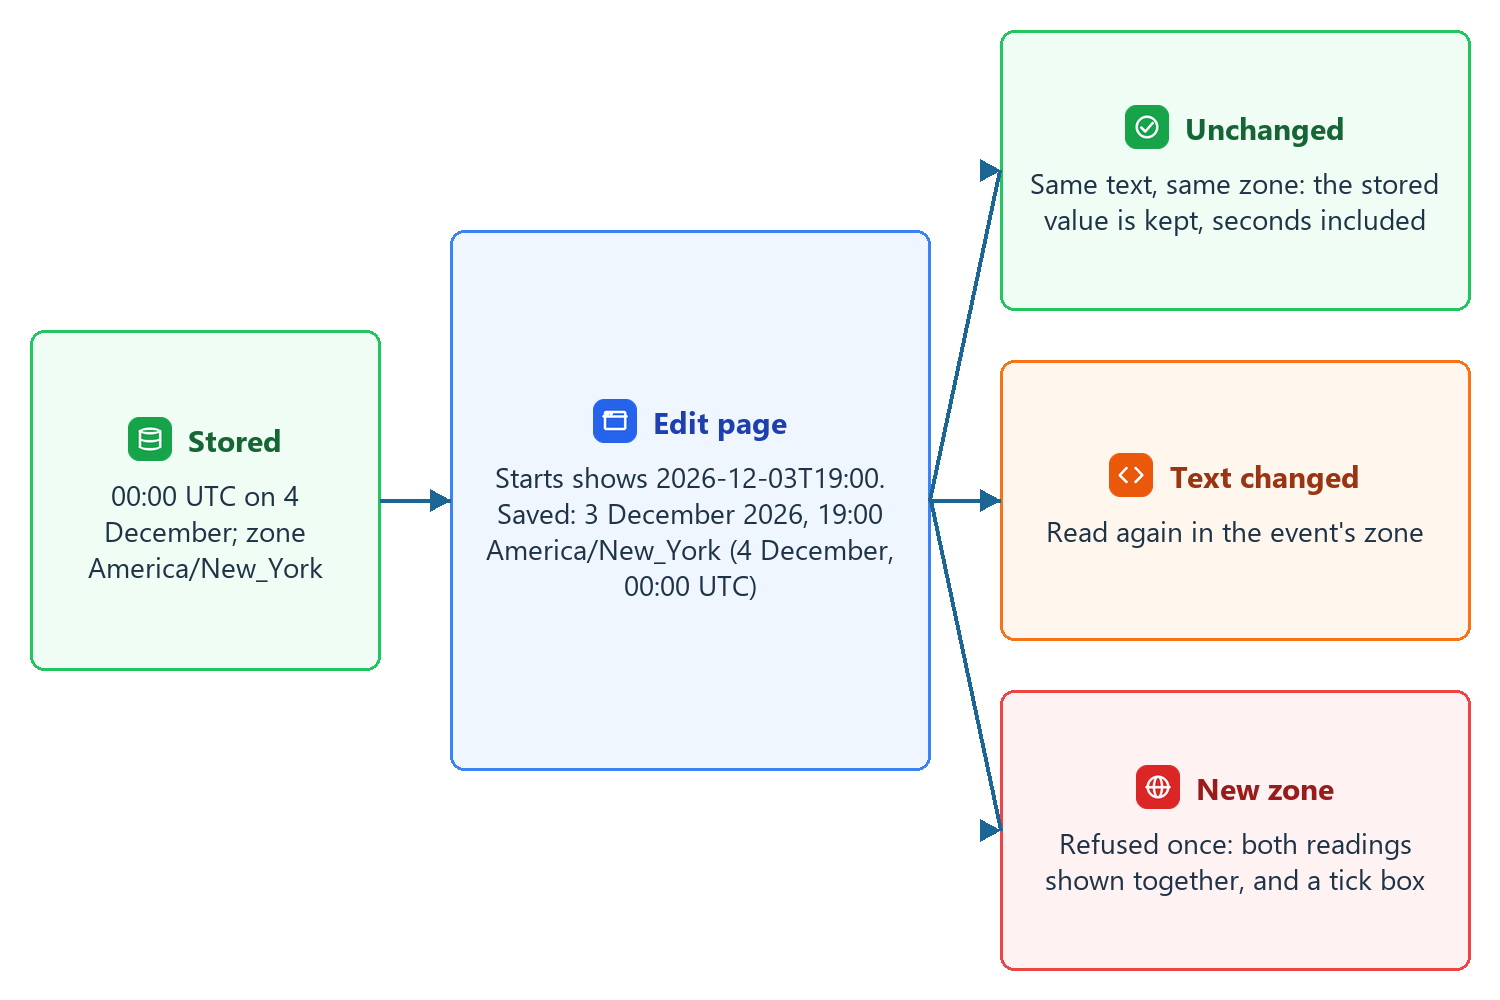 Stored
00:00 UTC on 4
December; zone
America/New_York
Edit page
Starts shows 2026-12-03T19:00.
Saved: 3 December 2026, 19:00
America/New_York (4 December,
00:00 UTC)
Unchanged
Same text, same zone: the stored
value is kept, seconds included
Text changed
Read again in the event's zone
New zone
Refused once: both readings
shown together, and a tick box